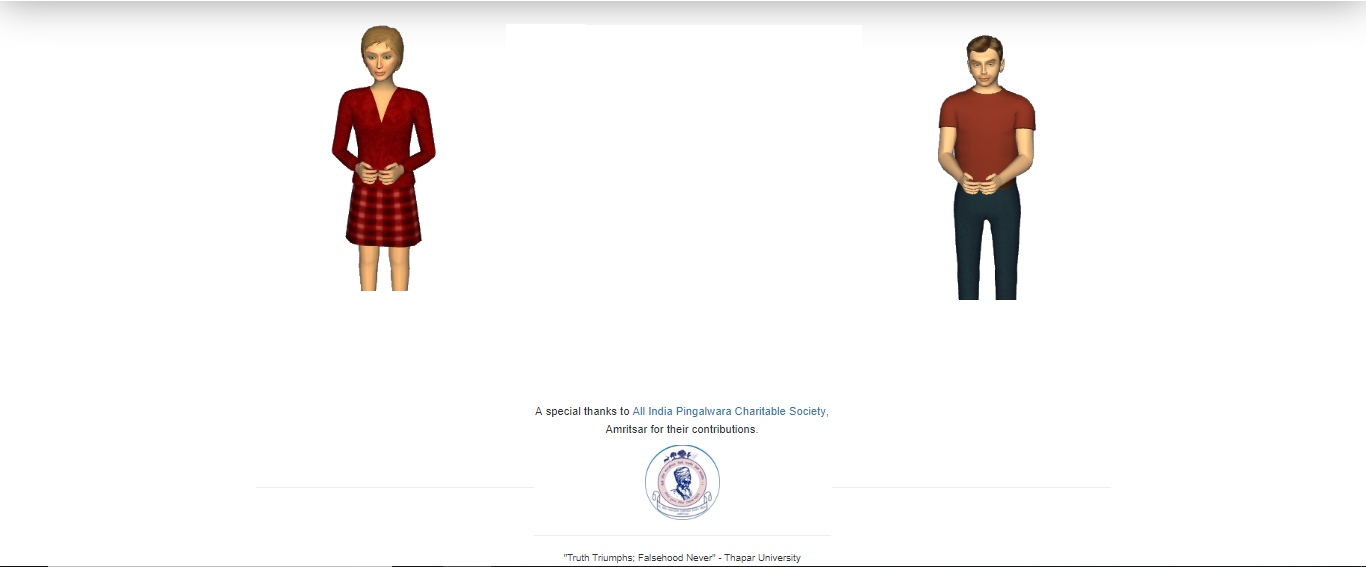 A special thanks to All India Pingalwara Charitable Society,
Amritsar for their contributions.
"Truth Triumphs; Falsehood Never" - Thapar University